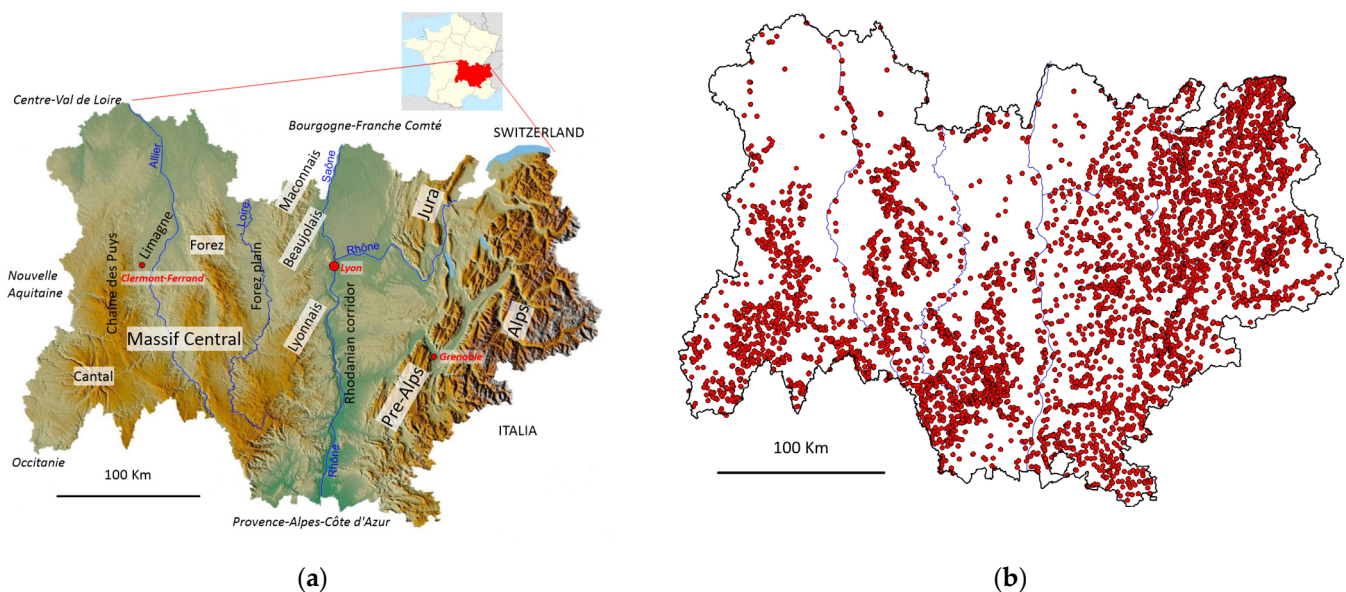 Centre-Val de Loire
Bourgogne-Franche Comté
SWITZERLAND
Allier
Maconnais
Saône
Loire
Beaujolais
Jura
Limagne
Forez
Rhône
Chaîne des Puys
Clermont-Ferrand
Forez plain
Lyon
Nouvelle
Aquitaine
Massif Central
Lyonnais
Rhodanian corridor
Alps
Grenoble
Cantal
Pre-Alps
ITALIA
Occitanie
100 Km
Rhône
Provence-Alpes-Côte d'Azur
100 Km
(a)
(b)